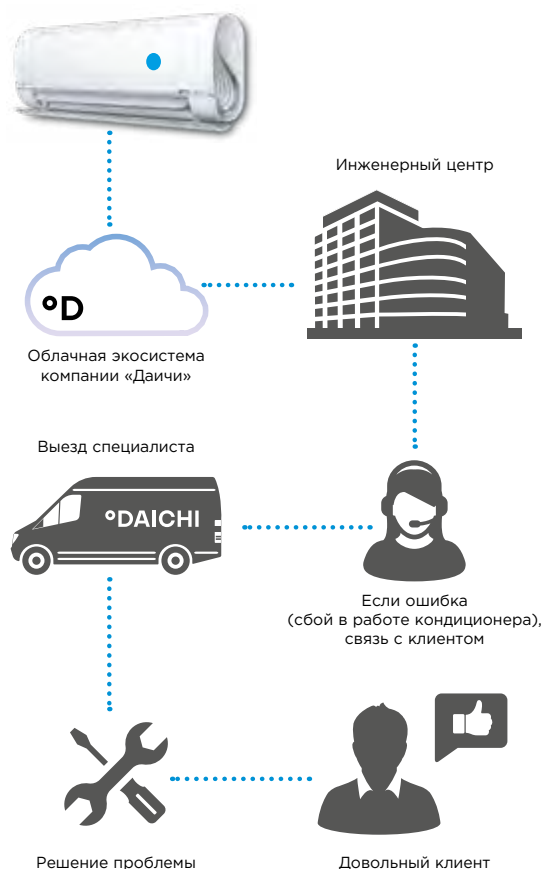 Инженерный центр
°D
Облачная экосистема
компании «Даичи»
Выезд специалиста
°DAICHI
Если ошибка
(сбой в работе кондиционера),
связь с клиентом
Решение проблемы
Довольный клиент